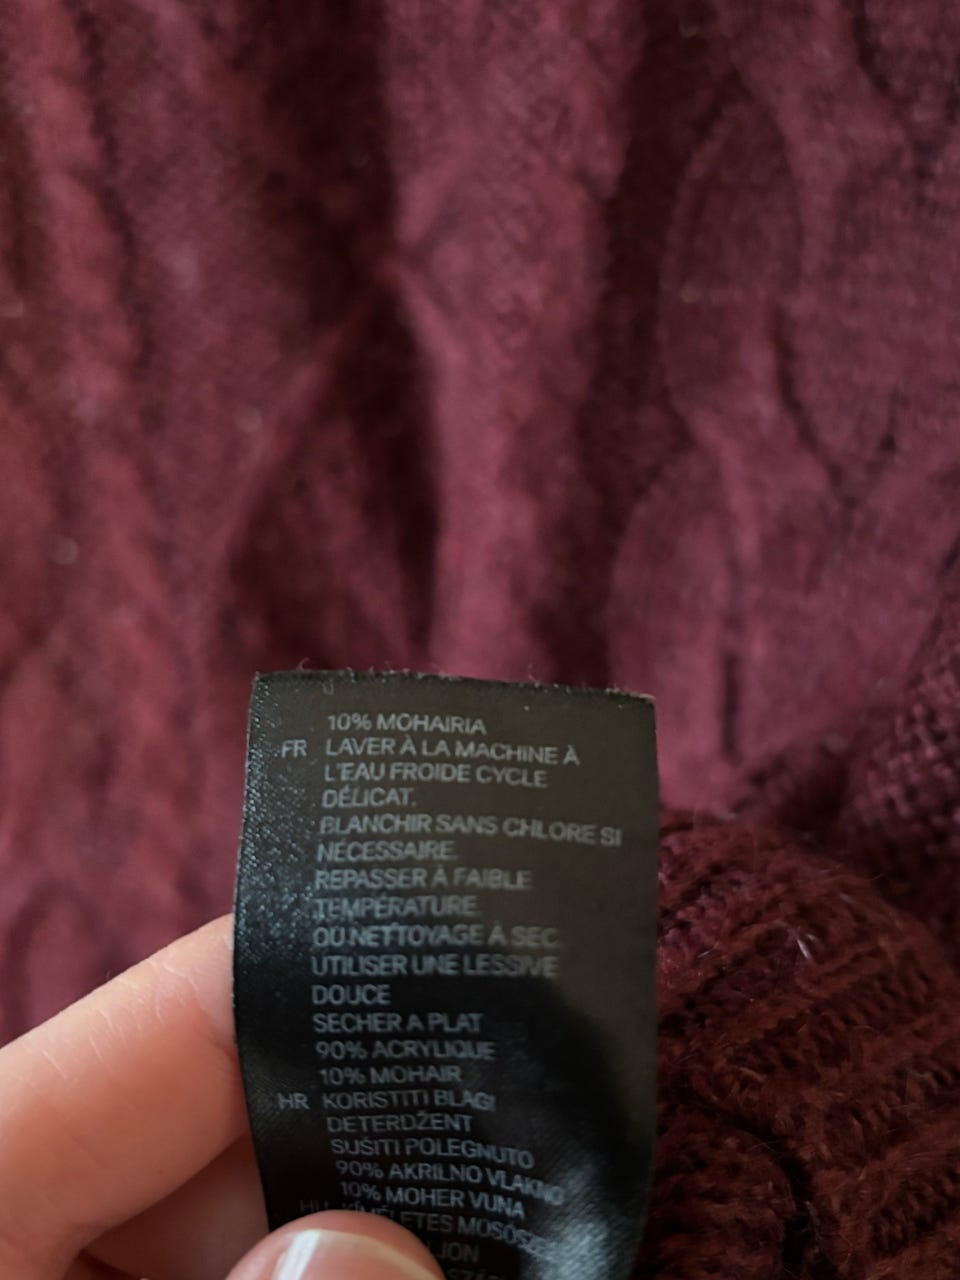 10% MOHAIRIA
FR LAVER À LA MACHINE À
L'EAU FROIDE CYCLE
DÉLICAT.
BLANCHIR SANS CHLORE SI
NÉCESSAIRE.
REPASSER À FAIBLE
TEMPÉRATURE.
OU NETTOYAGE À SEC.
UTILISER UNE LESSIVE
DOUCE
SECHER A PLAT
90% ACRYLIQUE
10% MOHAIR
HR KORISTITI BLAGI
DETERDŽENT
SUŠITI POLEGNUTO
90% AKRILNO VLAKNO
10% MOHER VUNA
HU